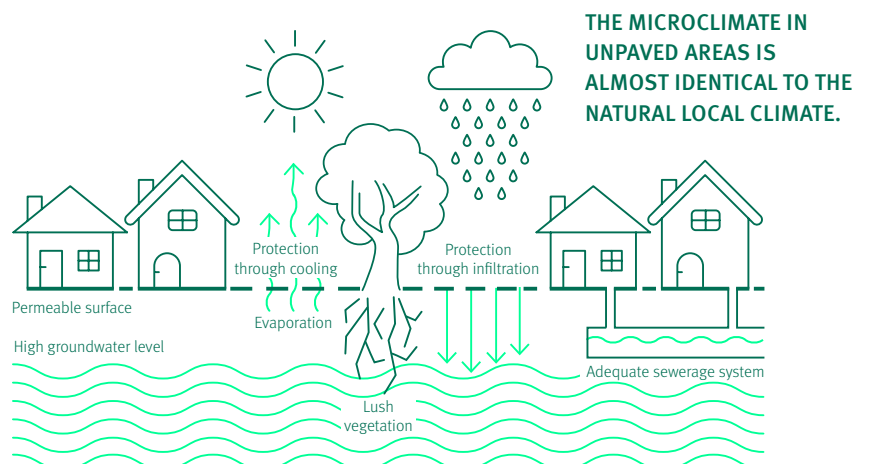 THE MICROCLIMATE IN
UNPAVED AREAS IS
ALMOST IDENTICAL TO THE
NATURAL LOCAL CLIMATE.
Protection
through cooling
Protection
through infiltration
Permeable surface
Evaporation
High groundwater level
Adequate sewerage system
Lush
vegetation